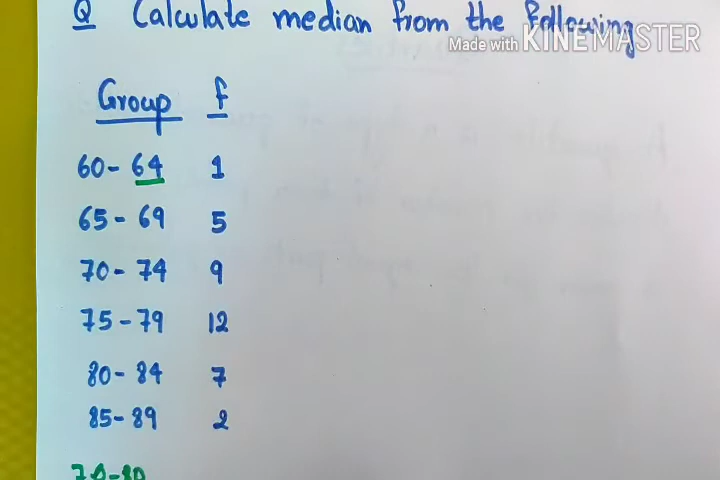 Q Calculate median from the following
Made with KINEMASTER
Group f
60-64 1
65-69 5
70-74 9
75-79 12
80-84 7
85-89 2